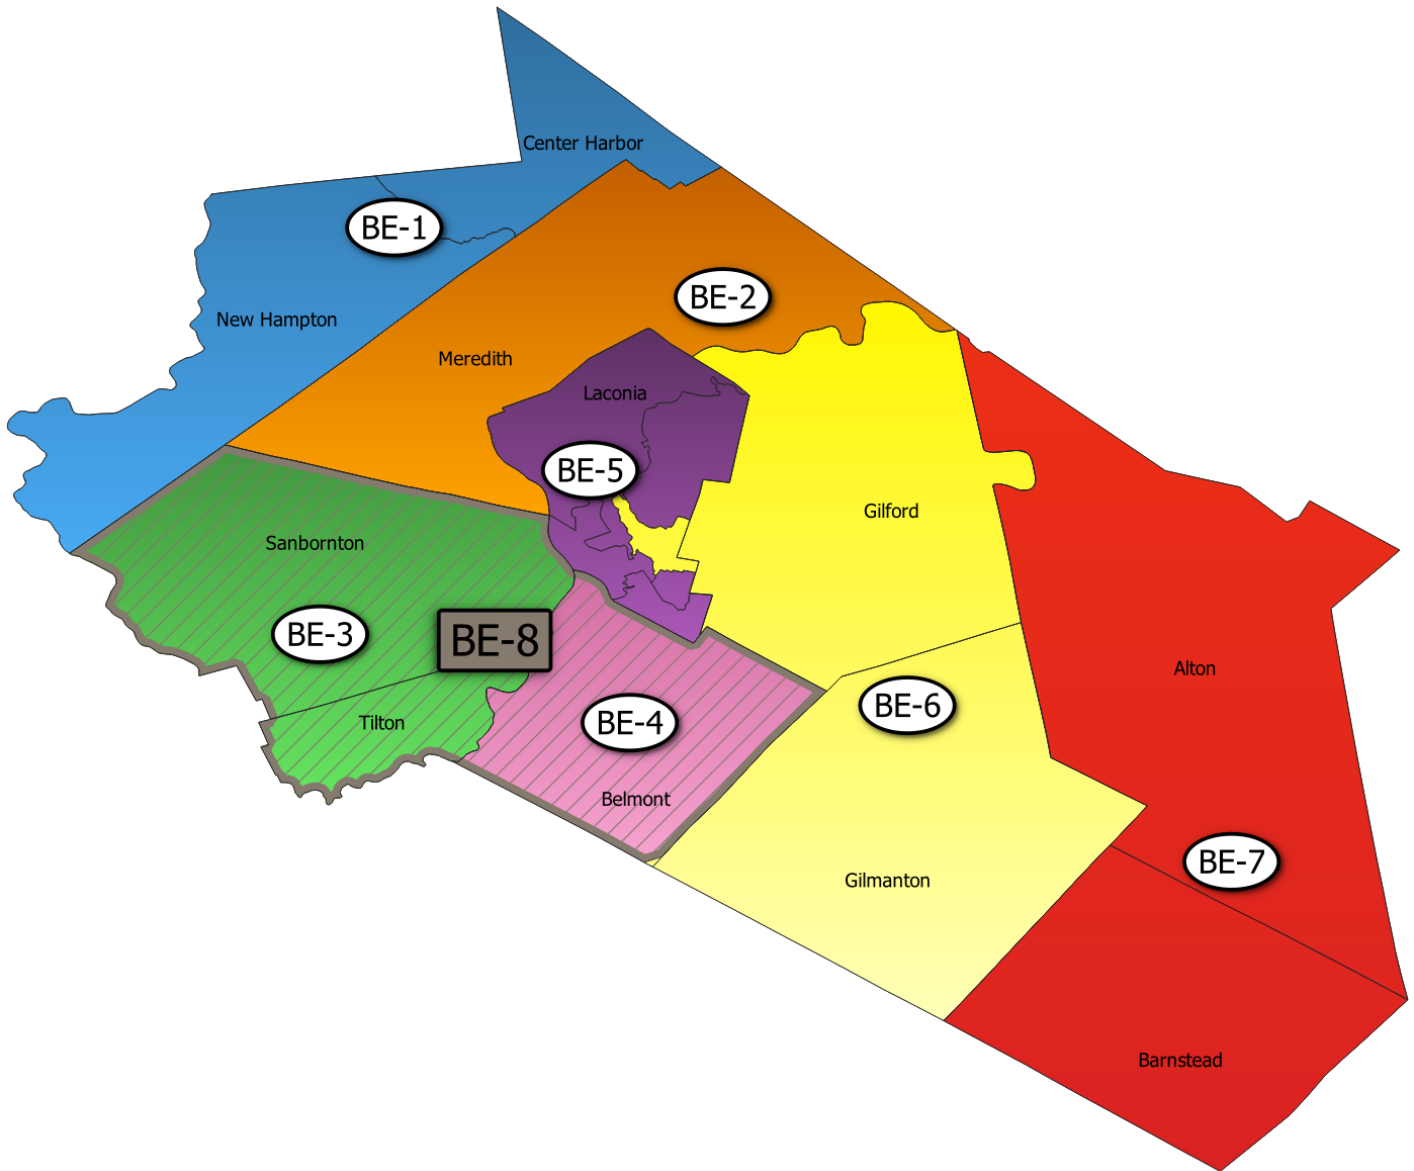 Center Harbor
BE-1
BE-2
New Hampton
Meredith
Laconia
BE-5
Gilford
Sanbornton
BE-3
BE-8
Alton
BE-6
Tilton
BE-4
Belmont
BE-7
Gilmanton
Barnstead